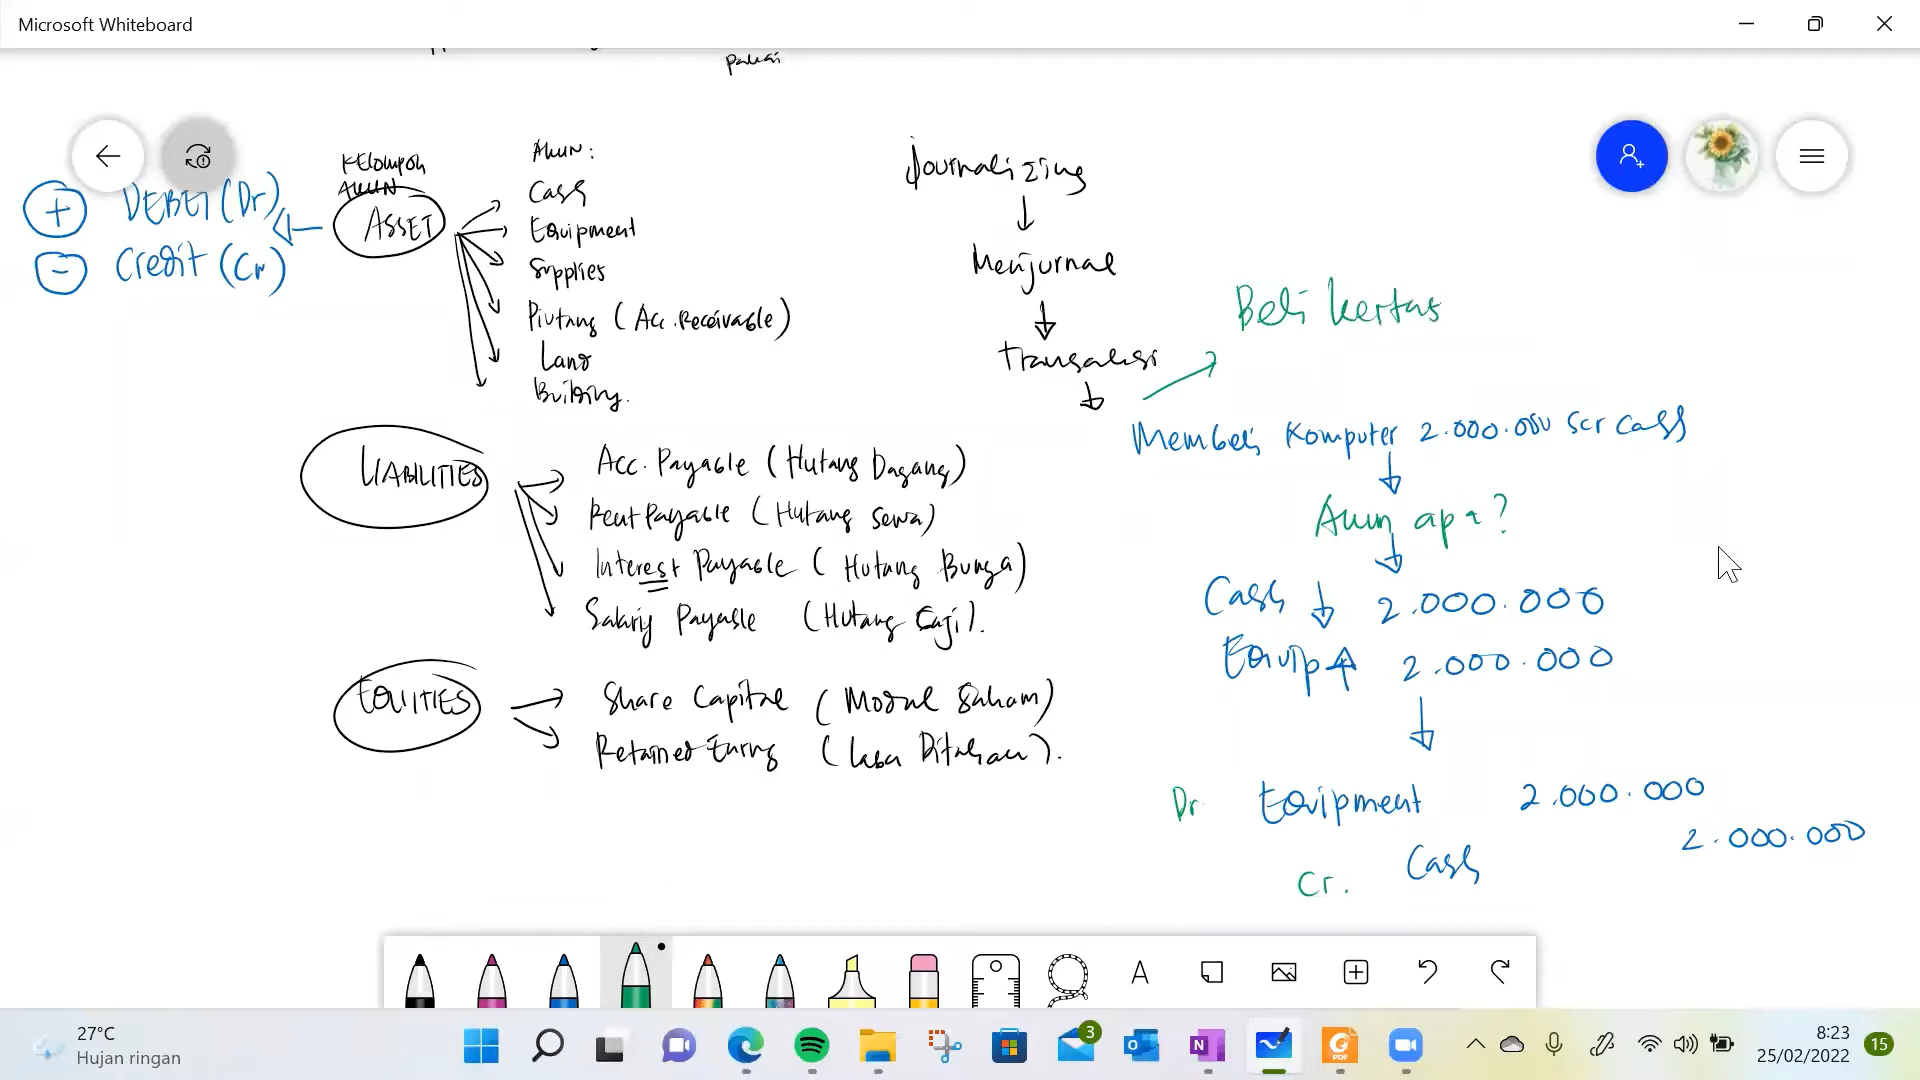 Microsoft Whiteboard
pakai
KELOMPOK
AKUN
ASSET
+ DEBET (Dr)
- Credit (Cr)
AKUN :
Cash
Equipment
Supplies
Piutang (Acc. Receivable)
Land
Building.
LIABILITIES
Acc. Payable (Hutang Dagang)
Rent Payable (Hutang Sewa)
Interest Payable (Hutang Bunga)
Salary Payable (Hutang Gaji).
EQUITIES
Share Capital (Modal Saham)
Retained Earng (Laba Ditahan).
Journalizing
Menjurnal
Transaksi
Beli kertas
Membeli Komputer 2.000.000 scr cash
Akun apa?
Cash ↓ 2.000.000
Equip ↑ 2.000.000
Dr. Equipment 2.000.000
Cr. Cash 2.000.000
27°C
Hujan ringan
3
8:23
25/02/2022
15